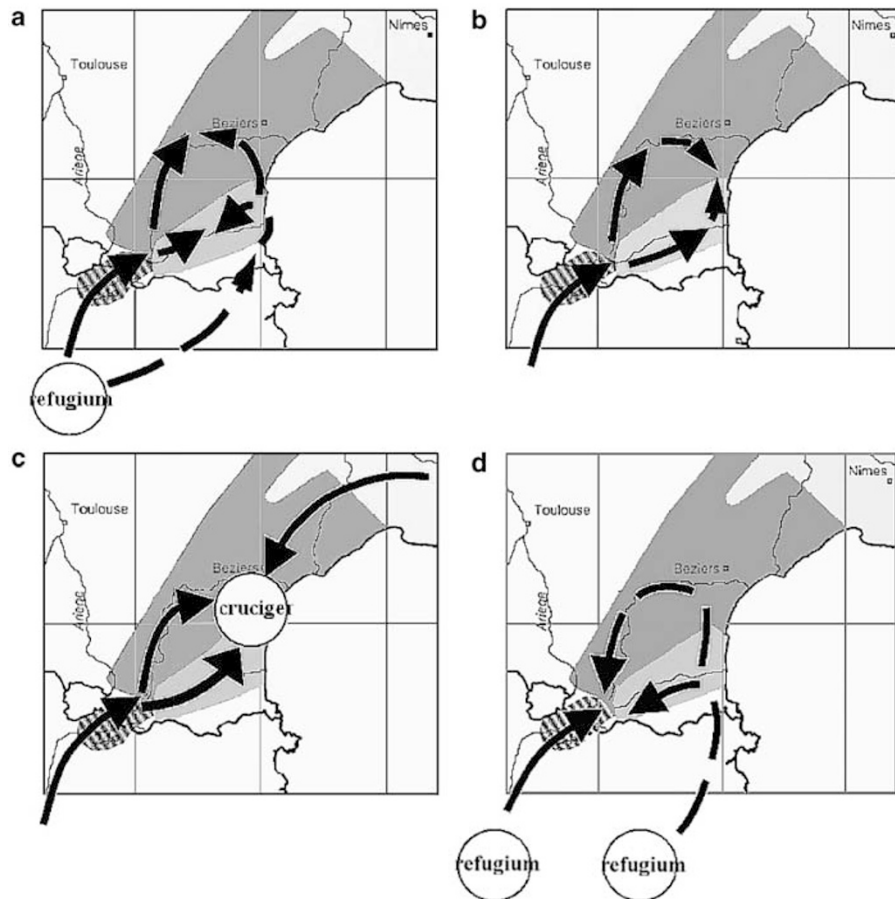 a
Nimes
Toulouse
Beziers
Ariege
refugium
b
Nimes
Toulouse
Beziers
Ariege
c
Toulouse
Beziers
Ariege
cruciger
d
Nimes
Toulouse
Beziers
Ariege
refugium
refugium